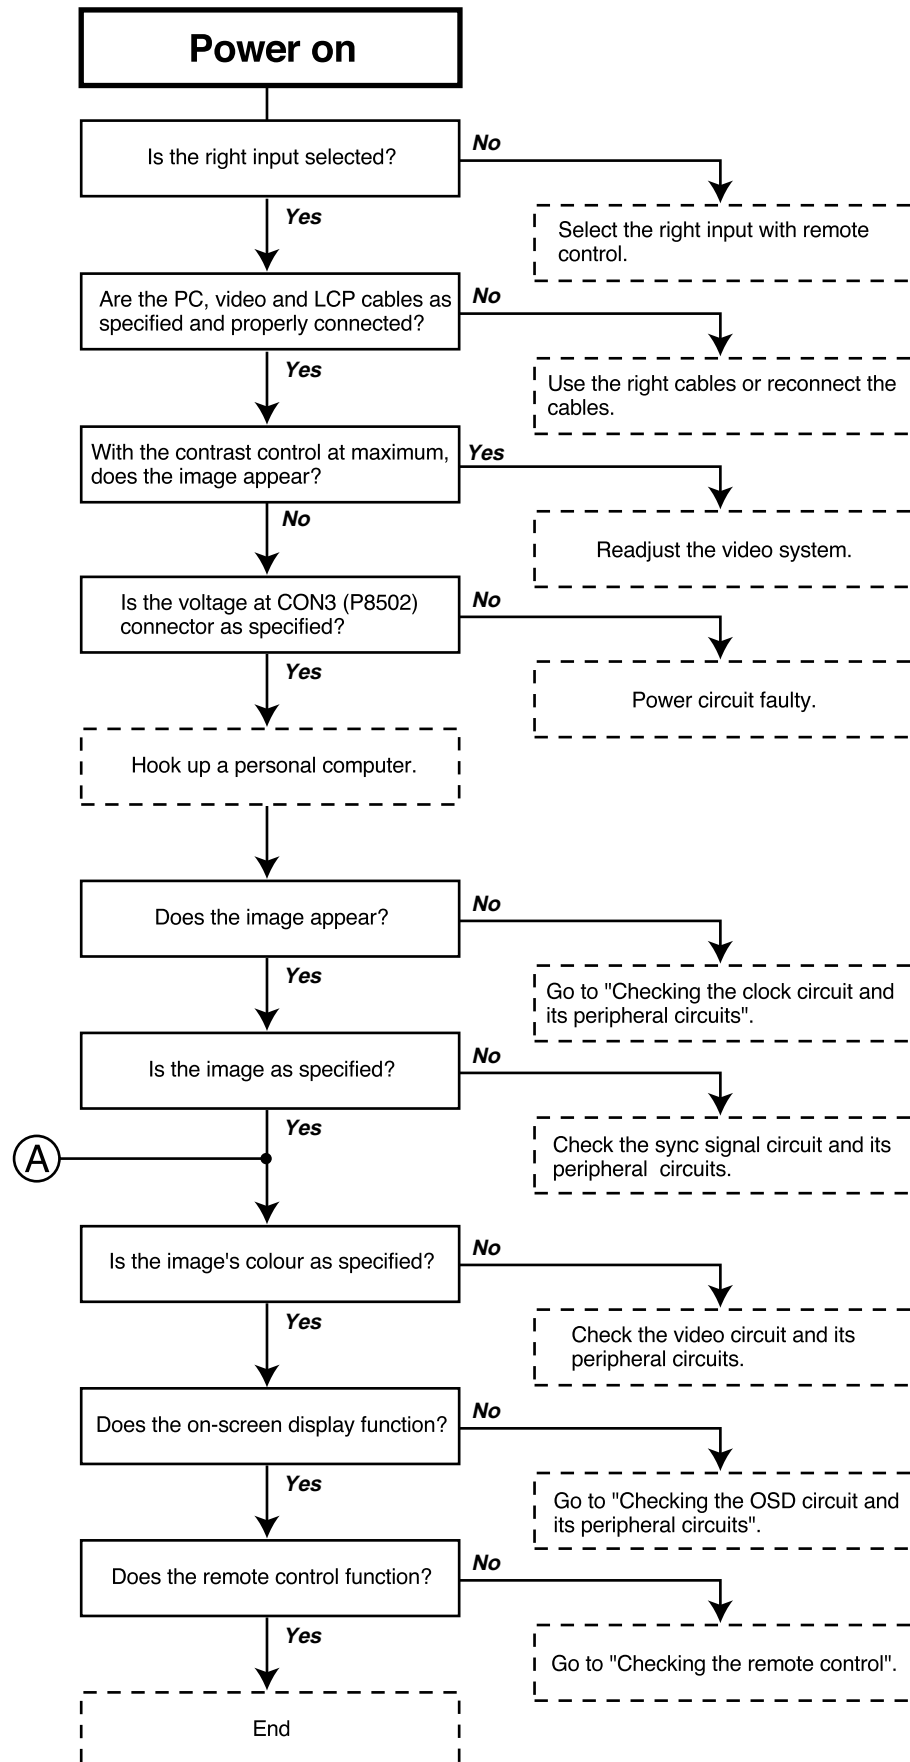 Power on
Is the right input selected?
No
Yes
Select the right input with remote
control.
Are the PC, video and LCP cables as
specified and properly connected?
No
Yes
Use the right cables or reconnect the
cables.
With the contrast control at maximum,
does the image appear?
Yes
No
Readjust the video system.
Is the voltage at CON3 (P8502)
connector as specified?
No
Yes
Power circuit faulty.
Hook up a personal computer.
Does the image appear?
No
Yes
Go to "Checking the clock circuit and
its peripheral circuits".
Is the image as specified?
No
Yes
Check the sync signal circuit and its
peripheral circuits.
A
Is the image's colour as specified?
No
Yes
Check the video circuit and its
peripheral circuits.
Does the on-screen display function?
No
Yes
Go to "Checking the OSD circuit and
its peripheral circuits".
Does the remote control function?
No
Yes
Go to "Checking the remote control".
End